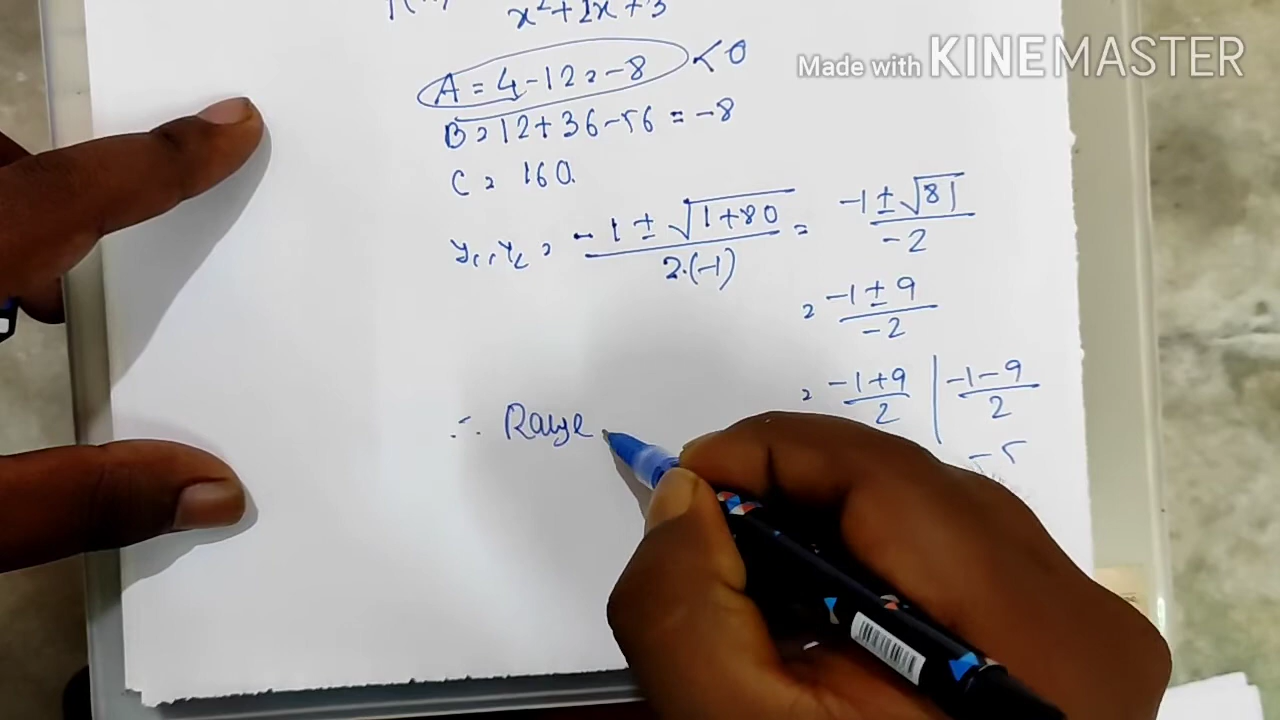 Made with KINEMASTER
x²+2x+3
A = 4-12 = -8 < 0
B = 12+36-56 = -8
C = 160.
y₁, y₂ = (-1 ± √(1+80))/(2.(-1)) = (-1 ± √81)/(-2)
= (-1 ± 9)/(-2)
= (-1+9)/2 | (-1-9)/2
-5
∴ Range